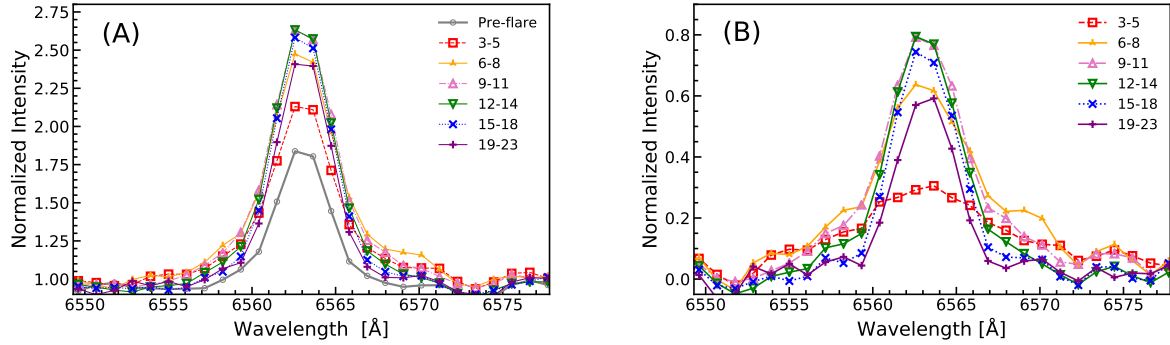 (A)
Normalized Intensity
2.75
2.50
2.25
2.00
1.75
1.50
1.25
1.00
6550 6555 6560 6565 6570 6575
Wavelength [Å]
Pre-flare
3-5
6-8
9-11
12-14
15-18
19-23
(B)
Normalized Intensity
0.8
0.6
0.4
0.2
0.0
6550 6555 6560 6565 6570 6575
Wavelength [Å]
3-5
6-8
9-11
12-14
15-18
19-23